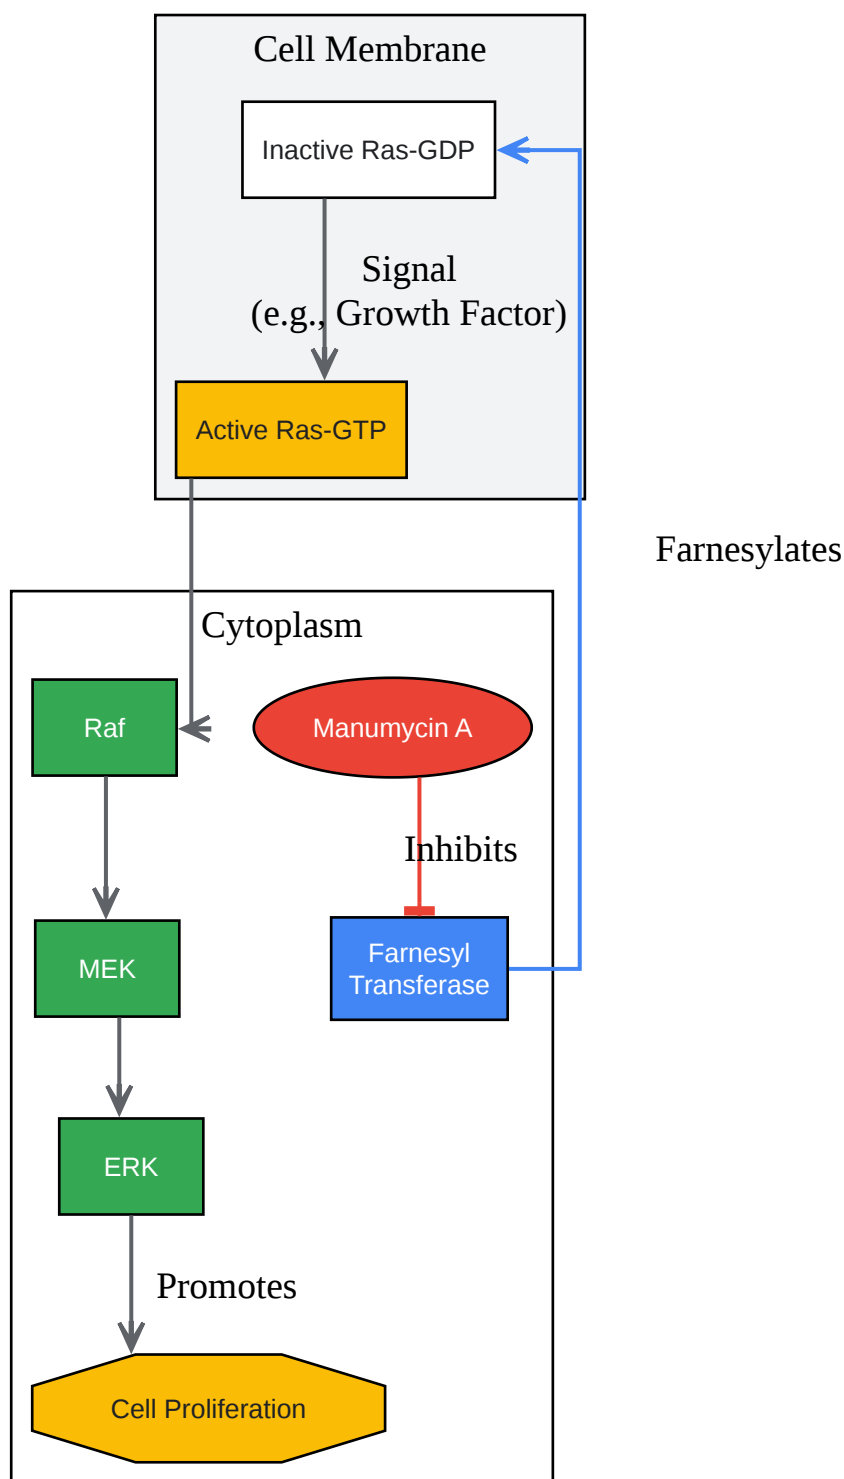 Cell Membrane
Inactive Ras-GDP
Signal
(e.g., Growth Factor)
Active Ras-GTP
Farnesylates
Cytoplasm
Raf
Manumycin A
Inhibits
MEK
Farnesyl
Transferase
ERK
Promotes
Cell Proliferation